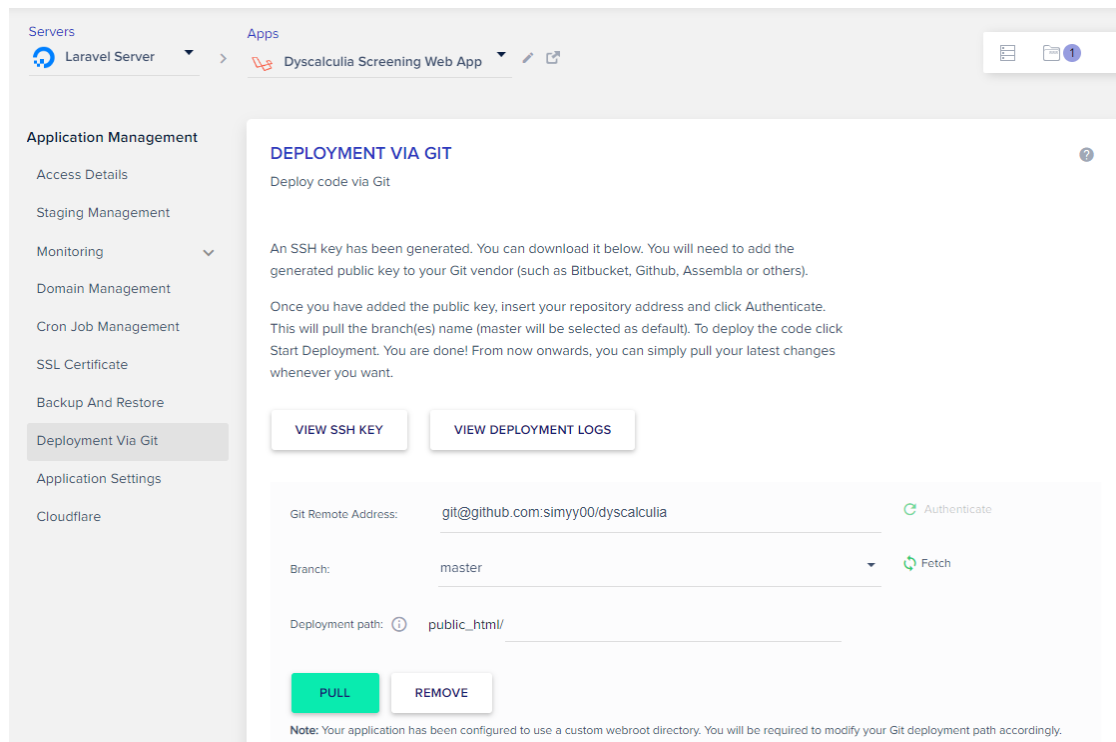 Servers
Laravel Server
Apps
Dyscalculia Screening Web App
1
Application Management
Access Details
Staging Management
Monitoring
Domain Management
Cron Job Management
SSL Certificate
Backup And Restore
Deployment Via Git
Application Settings
Cloudflare
DEPLOYMENT VIA GIT
?
Deploy code via Git
An SSH key has been generated. You can download it below. You will need to add the
generated public key to your Git vendor (such as Bitbucket, Github, Assembla or others).
Once you have added the public key, insert your repository address and click Authenticate.
This will pull the branch(es) name (master will be selected as default). To deploy the code click
Start Deployment. You are done! From now onwards, you can simply pull your latest changes
whenever you want.
VIEW SSH KEY
VIEW DEPLOYMENT LOGS
Git Remote Address:
git@github.com:simyy00/dyscalculia
Authenticate
Branch:
master
Fetch
Deployment path:
public_html/
PULL
REMOVE
Note: Your application has been configured to use a custom webroot directory. You will be required to modify your Git deployment path accordingly.